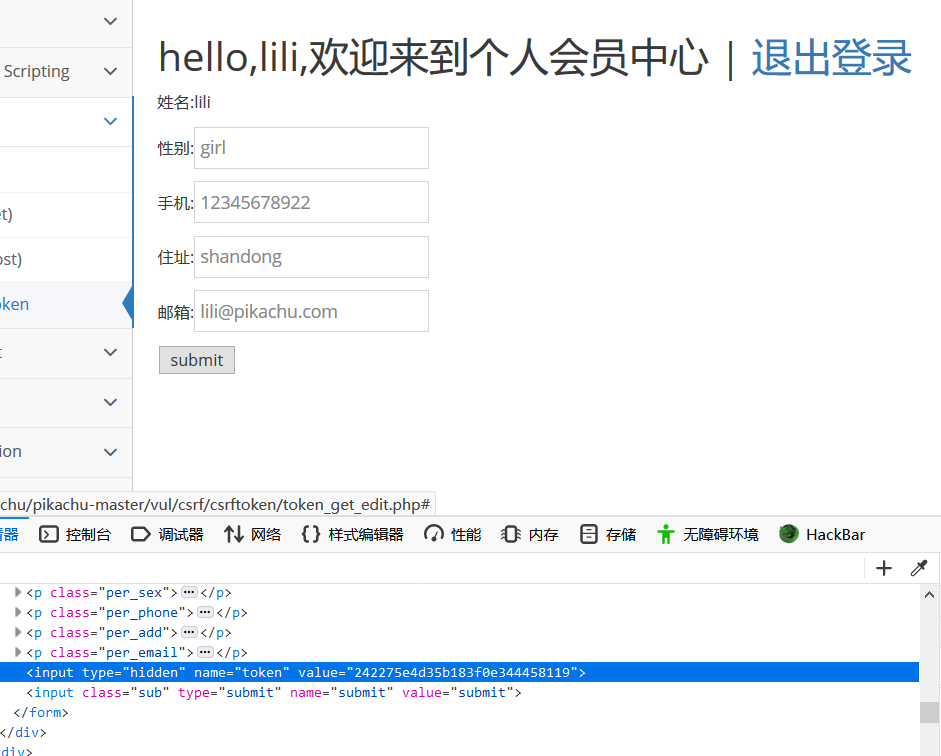 Scripting
hello,lili,欢迎来到个人会员中心 | 退出登录
姓名:lili
性别: girl
手机: 12345678922
住址: shandong
邮箱: lili@pikachu.com
submit
et)
ost)
oken
t
ion
chu/pikachu-master/vul/csrf/csrftoken/token_get_edit.php#
看器 控制台 调试器 网络 {} 样式编辑器 性能 内存 存储 无障碍环境 HackBar
+
<p class="per_sex">…</p>
<p class="per_phone">…</p>
<p class="per_add">…</p>
<p class="per_email">…</p>
<input type="hidden" name="token" value="242275e4d35b183f0e344458119">
<input class="sub" type="submit" name="submit" value="submit">
</form>
</div>
div>